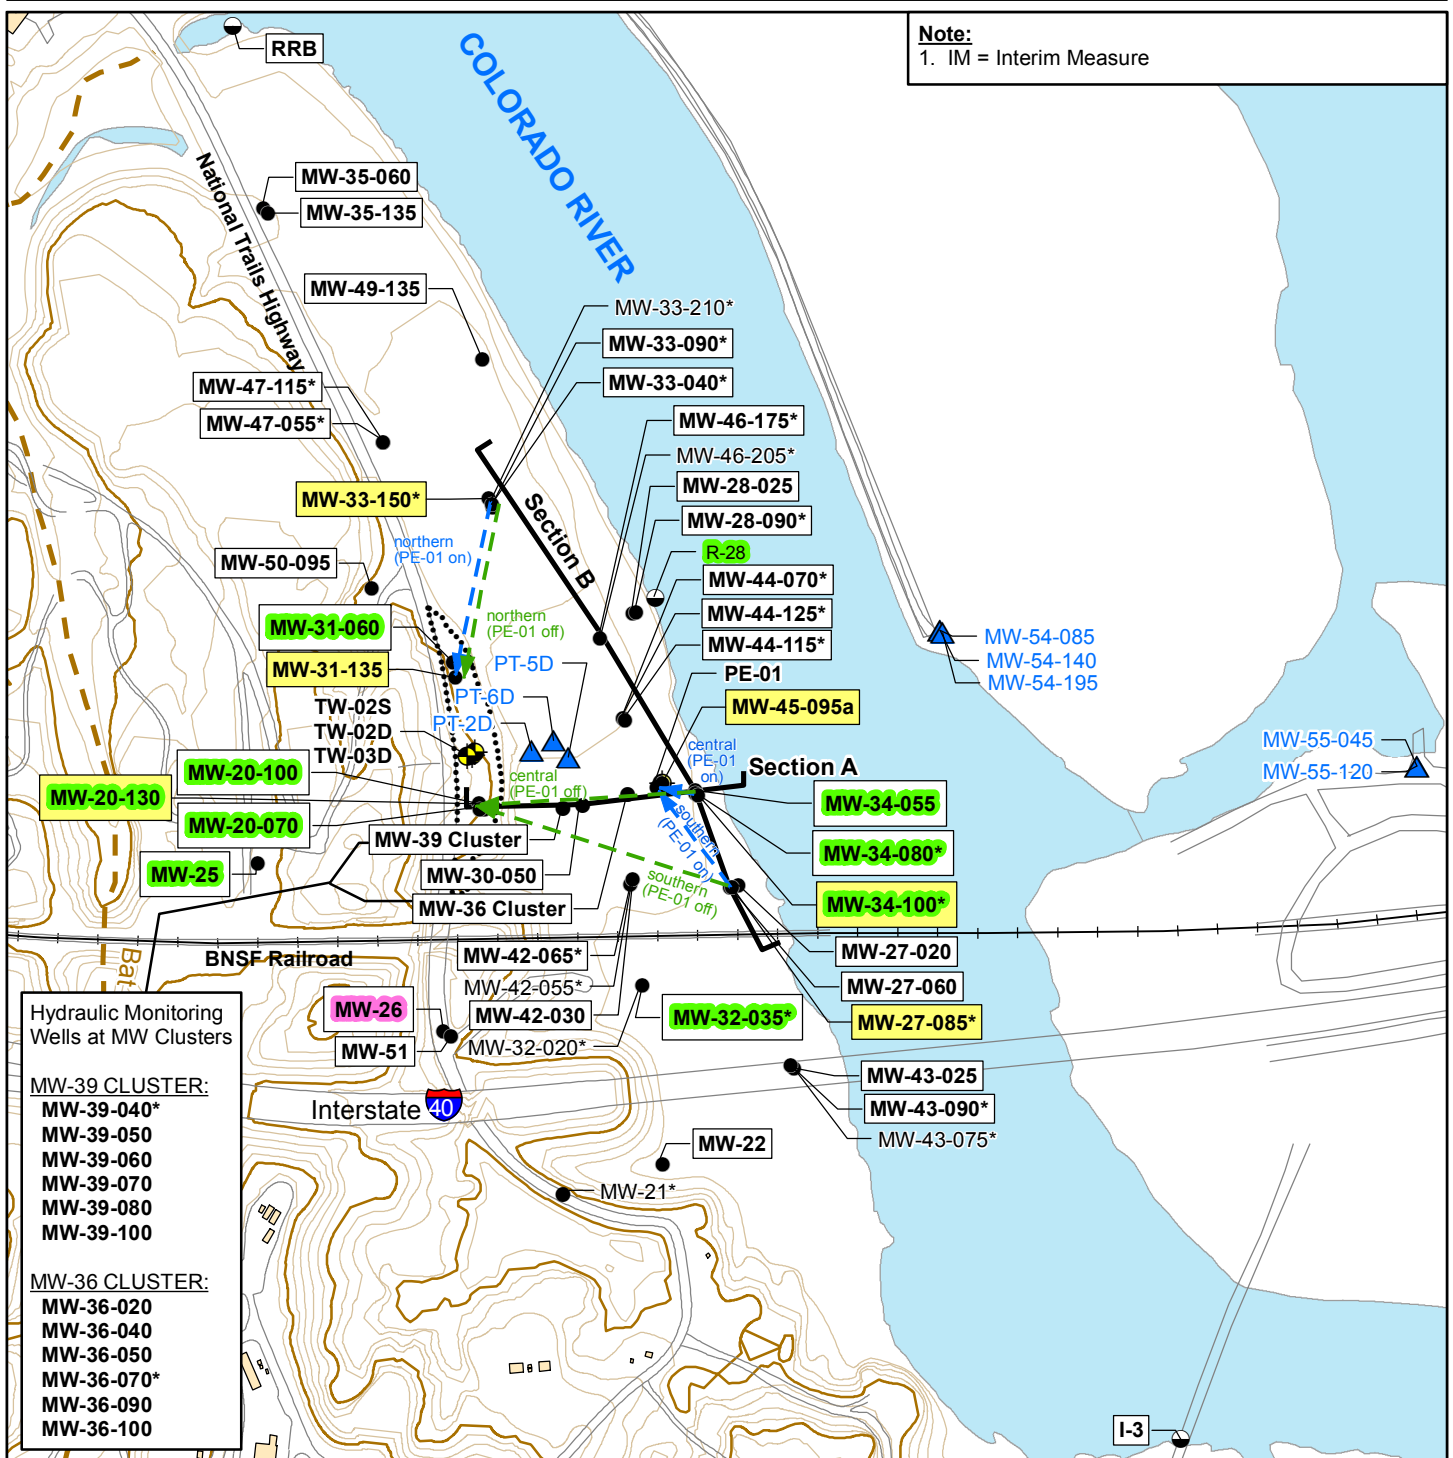 Note:
1. IM = Interim Measure
RRB
COLORADO RIVER
National Trails Highway
MW-35-060
MW-35-135
MW-49-135
MW-33-210*
MW-33-090*
MW-33-040*
MW-47-115*
MW-47-055*
MW-46-175*
MW-46-205*
MW-28-025
MW-28-090*
R-28
MW-33-150*
Section B
northern
(PE-01 on)
MW-50-095
MW-44-070*
MW-44-125*
MW-44-115*
MW-31-060
northern
(PE-01 off)
MW-31-135
PT-5D
PT-6D
PT-2D
PE-01
MW-45-095a
MW-54-085
MW-54-140
MW-54-195
TW-02S
TW-02D
TW-03D
central
(PE-01
on)
Section A
MW-55-045
MW-55-120
MW-20-100
MW-20-130
MW-20-070
central
(PE-01 off)
MW-34-055
MW-34-080*
MW-34-100*
MW-39 Cluster
MW-25
MW-30-050
MW-36 Cluster
southern
(PE-01 on)
southern
(PE-01 off)
BNSF Railroad
Bat
MW-42-065*
MW-42-055*
MW-42-030
MW-27-020
MW-27-060
MW-27-085*
MW-26
MW-51
MW-32-035*
MW-32-020*
Interstate 40
MW-43-025
MW-43-090*
MW-43-075*
MW-22
MW-21*
I-3
Hydraulic Monitoring
Wells at MW Clusters
MW-39 CLUSTER:
MW-39-040*
MW-39-050
MW-39-060
MW-39-070
MW-39-080
MW-39-100
MW-36 CLUSTER:
MW-36-020
MW-36-040
MW-36-050
MW-36-070*
MW-36-090
MW-36-100